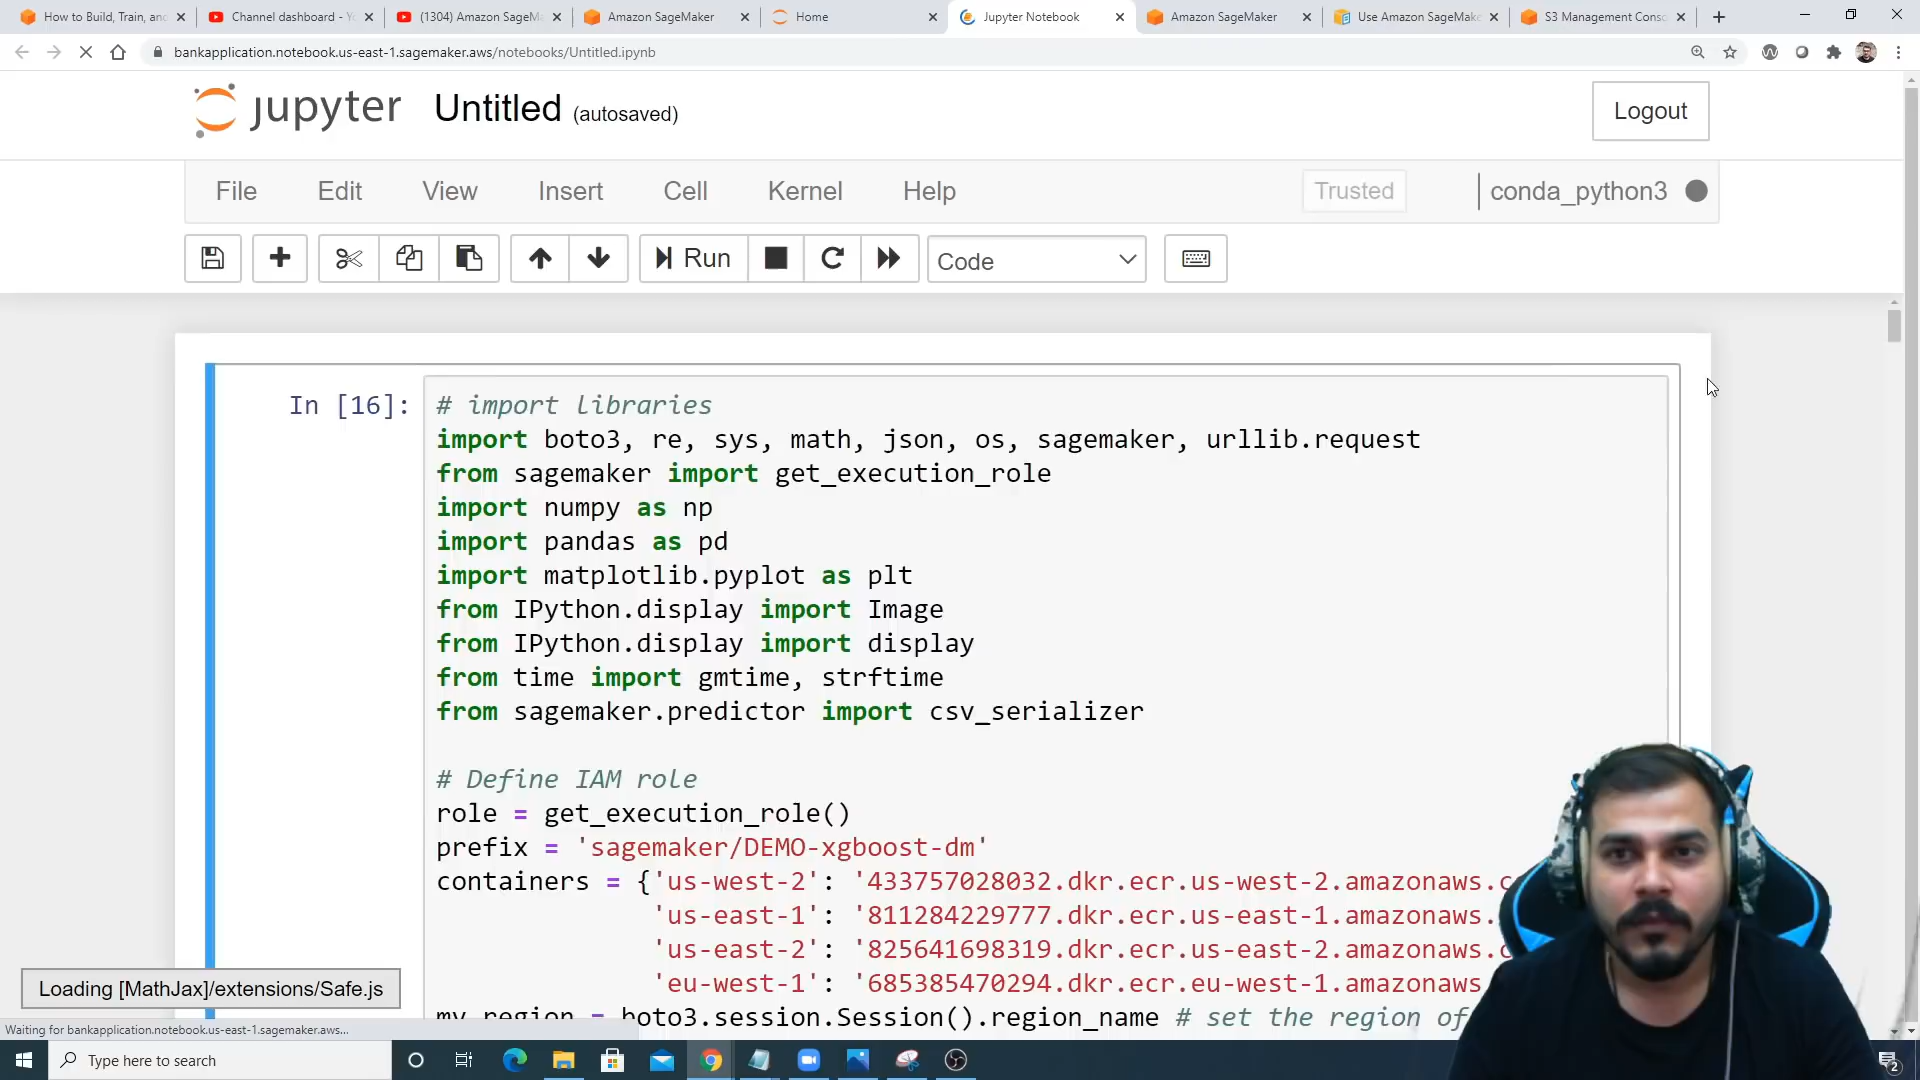 How to Build, Train, an
Channel dashboard - Y
(1304) Amazon SageM
Amazon SageMaker
Home
Jupyter Notebook
Amazon SageMaker
Use Amazon SageMak
S3 Management Conso
bankapplication.notebook.us-east-1.sagemaker.aws/notebooks/Untitled.ipynb
jupyter Untitled (autosaved)
Logout
File Edit View Insert Cell Kernel Help
Trusted
conda_python3
Run
Code
In [16]:
# import libraries
import boto3, re, sys, math, json, os, sagemaker, urllib.request
from sagemaker import get_execution_role
import numpy as np
import pandas as pd
import matplotlib.pyplot as plt
from IPython.display import Image
from IPython.display import display
from time import gmtime, strftime
from sagemaker.predictor import csv_serializer
# Define IAM role
role = get_execution_role()
prefix = 'sagemaker/DEMO-xgboost-dm'
containers = {'us-west-2': '433757028032.dkr.ecr.us-west-2.amazonaws.c
'us-east-1': '811284229777.dkr.ecr.us-east-1.amazonaws.
'us-east-2': '825641698319.dkr.ecr.us-east-2.amazonaws.c
'eu-west-1': '685385470294.dkr.ecr.eu-west-1.amazonaws.
my_region = boto3.session.Session().region_name # set the region of
Loading [MathJax]/extensions/Safe.js
Waiting for bankapplication.notebook.us-east-1.sagemaker.aws...
Type here to search
2